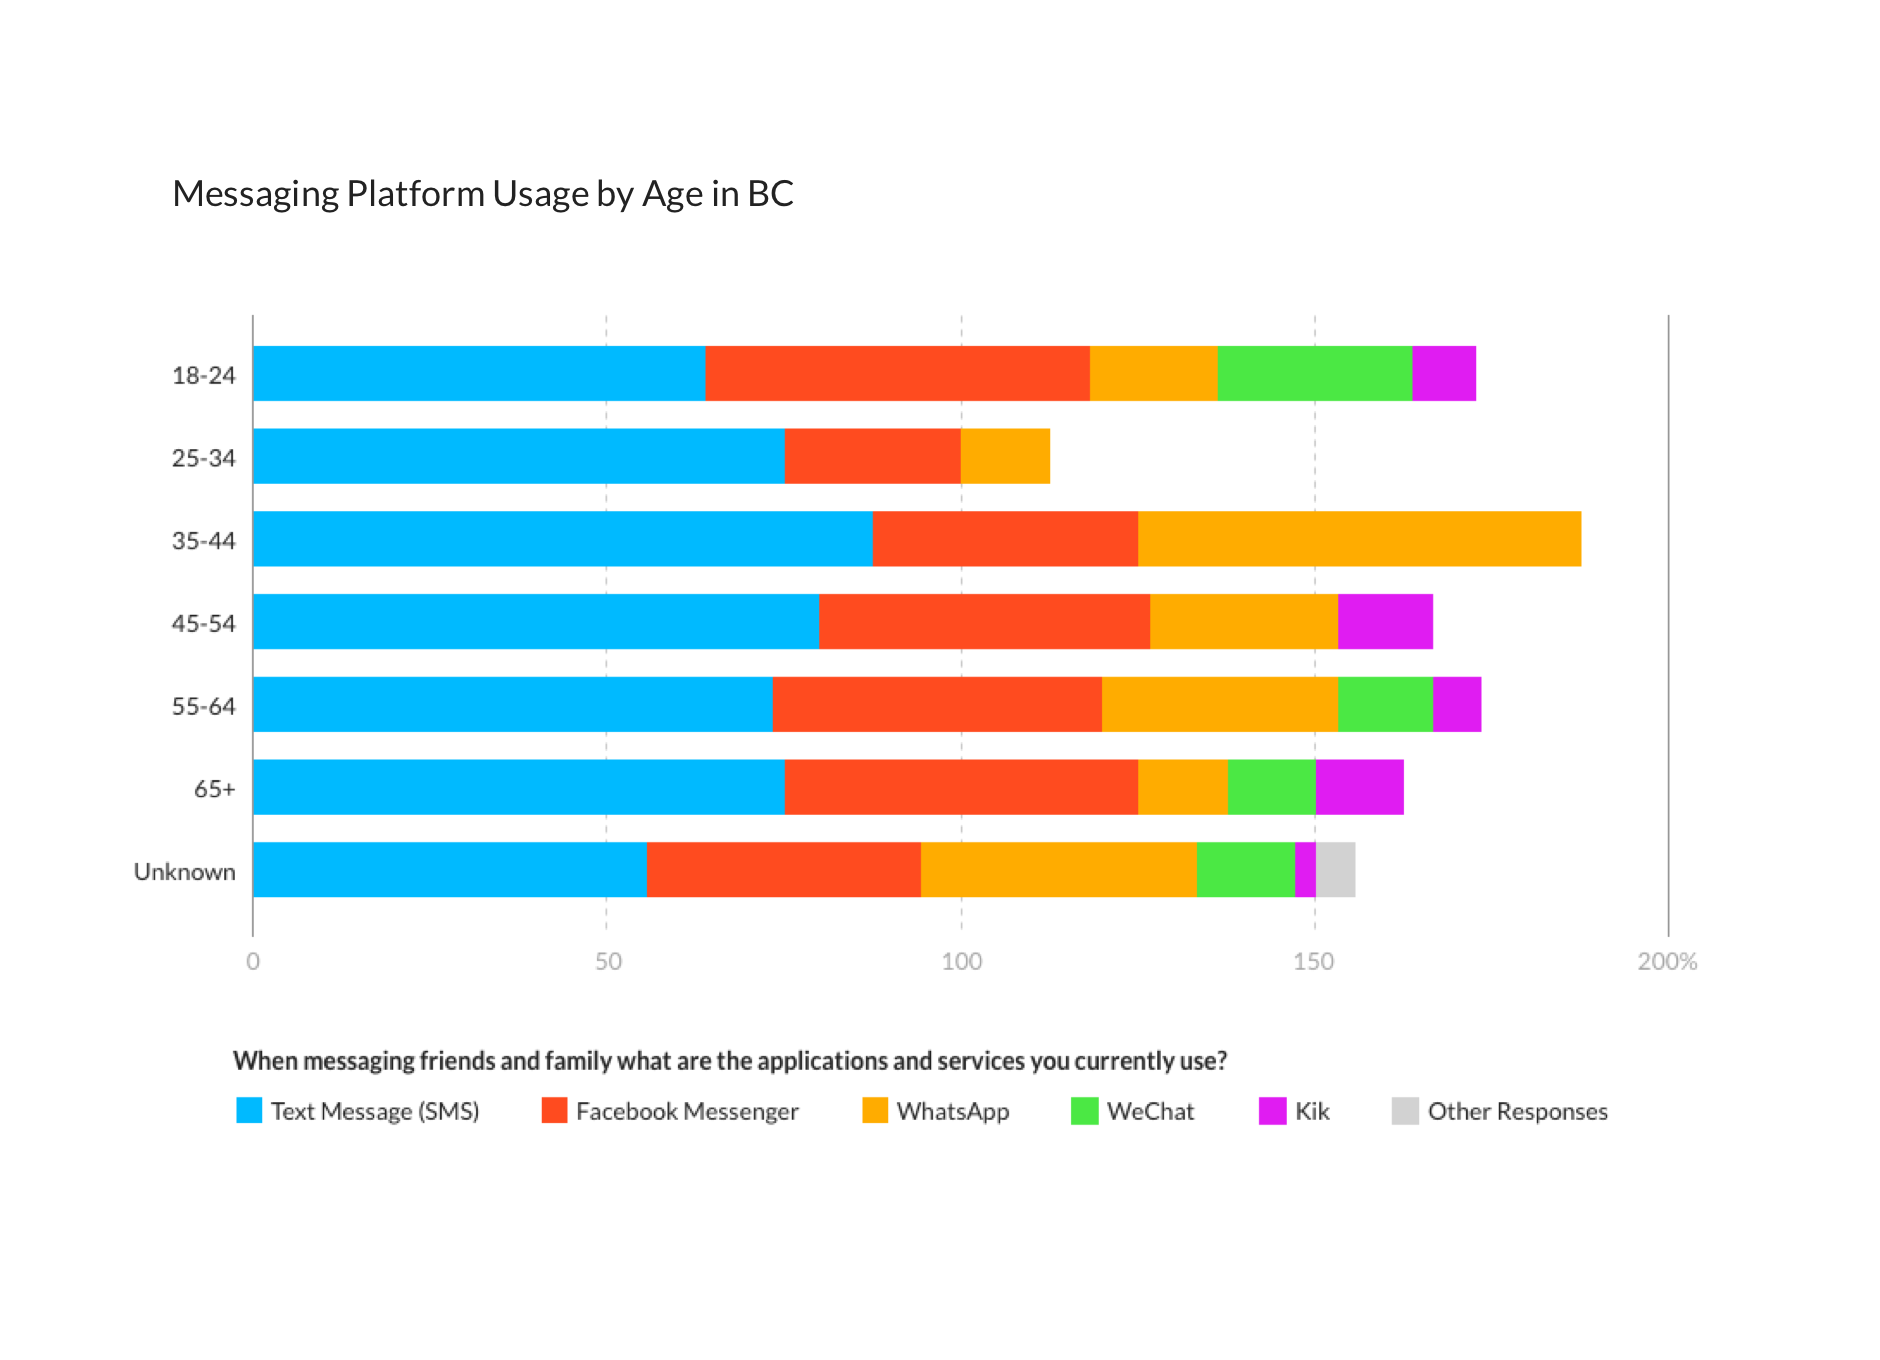 Messaging Platform Usage by Age in BC
18-24
25-34
35-44
45-54
55-64
65+
Unknown
0 50 100 150 200%
When messaging friends and family what are the applications and services you currently use?
Text Message (SMS) Facebook Messenger WhatsApp WeChat Kik Other Responses